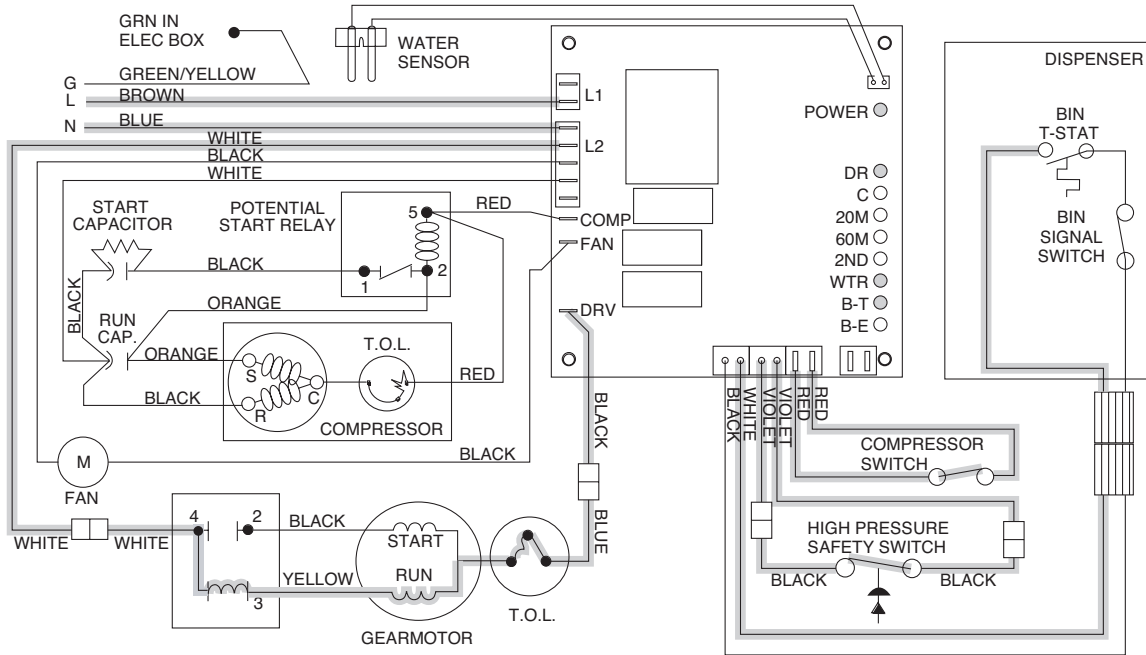 GRN IN
ELEC BOX
WATER
SENSOR
DISPENSER
G
GREEN/YELLOW
L
BROWN
L1
N
BLUE
L2
WHITE
BLACK
WHITE
POWER
BIN
T-STAT
DR
C
20M
60M
2ND
WTR
B-T
B-E
BIN
SIGNAL
SWITCH
START
CAPACITOR
POTENTIAL
START RELAY
5
RED
COMP
FAN
BLACK
1
2
ORANGE
DRV
BLACK
RUN
CAP.
ORANGE
S
T.O.L.
C
RED
BLACK
R
COMPRESSOR
BLACK
M
FAN
BLACK
BLACK
WHITE
VIOLET
VIOLET
RED
RED
COMPRESSOR
SWITCH
4
2
BLACK
START
BLUE
HIGH PRESSURE
SAFETY SWITCH
WHITE
WHITE
YELLOW
RUN
BLACK
BLACK
3
T.O.L.
GEARMOTOR